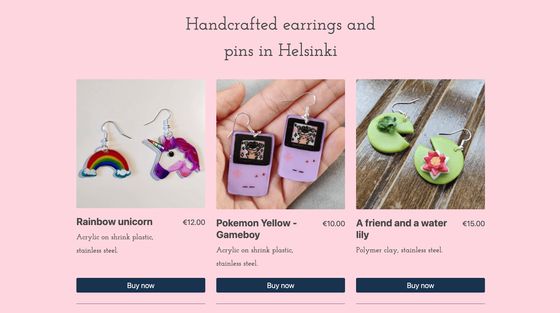 Handcrafted earrings and
pins in Helsinki
Rainbow unicorn
€12.00
Acrylic on shrink plastic,
stainless steel.
Buy now
Pokemon Yellow -
Gameboy
€10.00
Acrylic on shrink plastic,
stainless steel.
Buy now
A friend and a water
lily
€15.00
Polymer clay, stainless steel.
Buy now